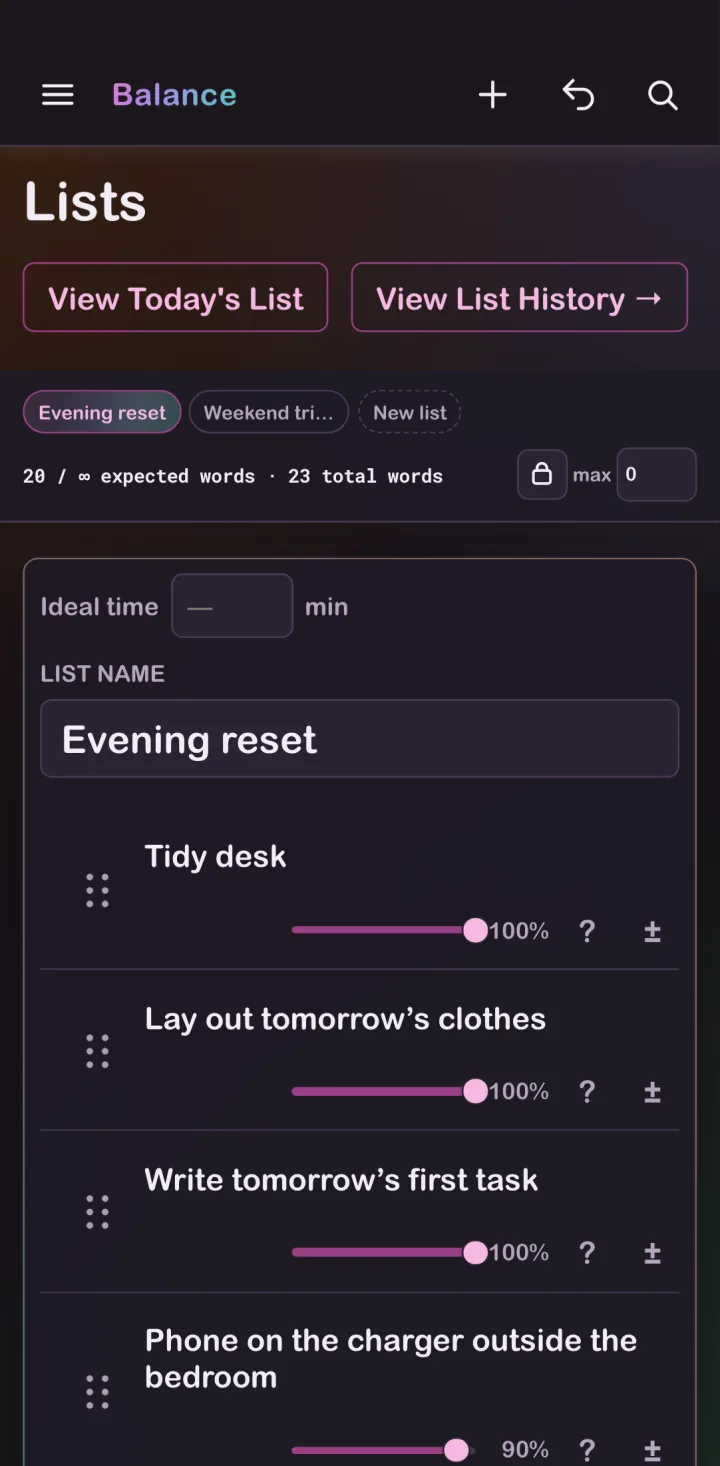 Balance
Lists
View Today's List
View List History →
Evening reset
Weekend tri...
New list
20 / ∞ expected words · 23 total words
max 0
Ideal time — min
LIST NAME
Evening reset
Tidy desk
100% ? ±
Lay out tomorrow’s clothes
100% ? ±
Write tomorrow’s first task
100% ? ±
Phone on the charger outside the
bedroom
90% ? ±